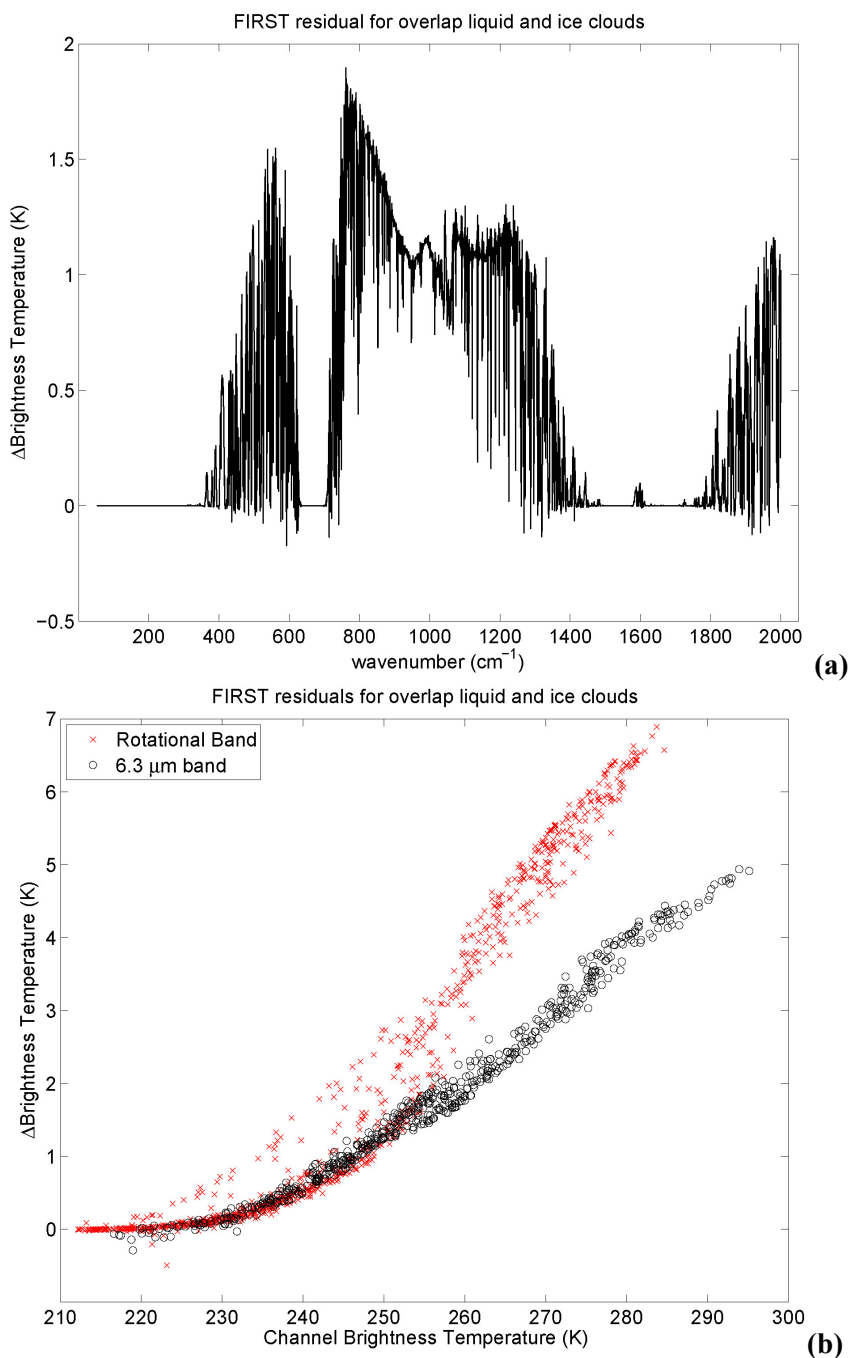 FIRST residual for overlap liquid and ice clouds
2
1.5
1
0.5
0
−0.5
ΔBrightness Temperature (K)
200 400 600 800 1000 1200 1400 1600 1800 2000
wavenumber (cm⁻¹)
(a)
FIRST residuals for overlap liquid and ice clouds
7
6
5
4
3
2
1
0
ΔBrightness Temperature (K)
Rotational Band
6.3 μm band
210 220 230 240 250 260 270 280 290 300
Channel Brightness Temperature (K)
(b)